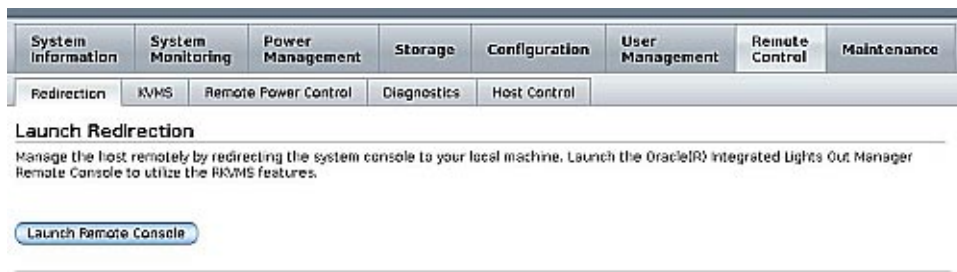 System Information
System Monitoring
Power Management
Storage
Configuration
User Management
Remote Control
Maintenance
Redirection
KVMS
Remote Power Control
Diagnostics
Host Control
Launch Redirection
Manage the host remotely by redirecting the system console to your local machine. Launch the Oracle(R) Integrated Lights Out Manager
Remote Console to utilize the RKVMS features.
Launch Remote Console